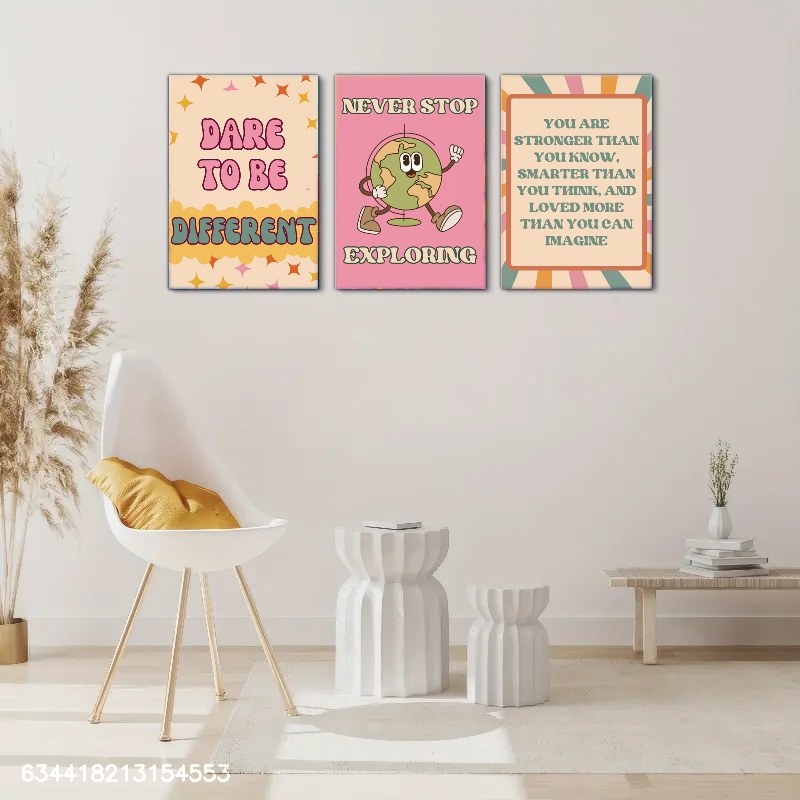 DARE
TO BE
DIFFERENT
NEVER STOP
EXPLORING
YOU ARE
STRONGER THAN
YOU KNOW,
SMARTER THAN
YOU THINK, AND
LOVED MORE
THAN YOU CAN
IMAGINE
634418213154553